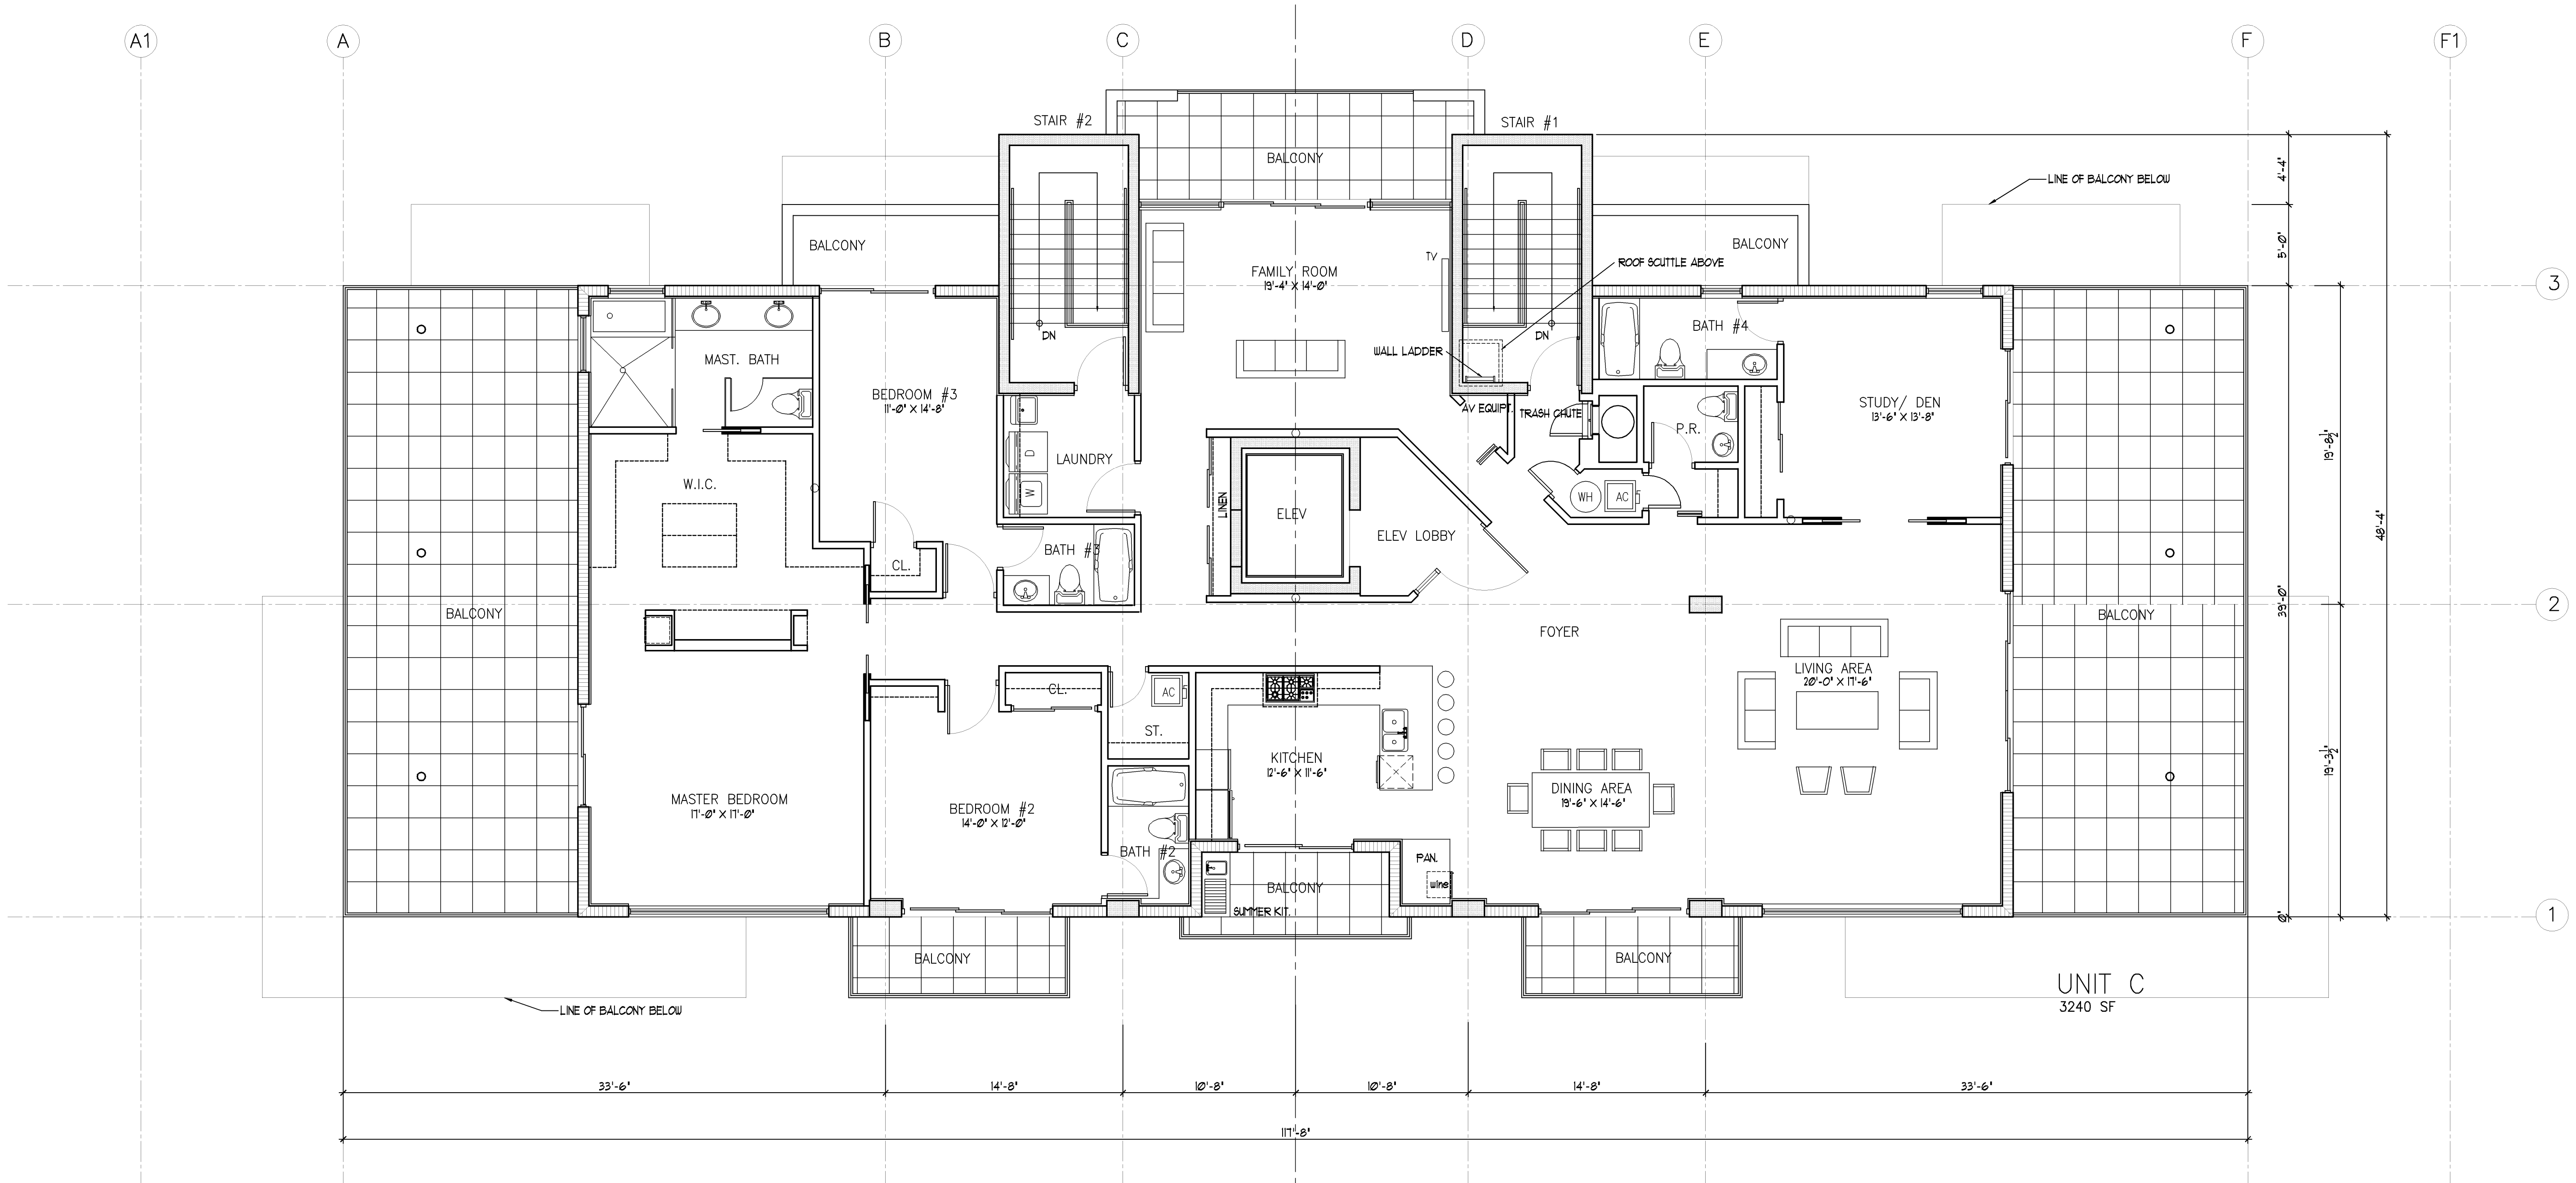 A1
A
B
C
D
E
F
F1
STAIR #2
STAIR #1
BALCONY
LINE OF BALCONY BELOW
4'-4"
BALCONY
BALCONY
5'-0"
TV
ROOF SCUTTLE ABOVE
FAMILY ROOM
19'-4" X 14'-0"
3
DN
DN
BATH #4
WALL LADDER
MAST. BATH
BEDROOM #3
11'-0" X 14'-8"
AV EQUIPT.
TRASH CHUTE
STUDY/ DEN
13'-6" X 13'-8"
P.R.
19'-8½"
D
LAUNDRY
W.I.C.
W
LINEN
ELEV
WH
AC
48'-4"
ELEV LOBBY
BATH #3
CL.
39'-0"
2
BALCONY
BALCONY
FOYER
LIVING AREA
20'-0" X 17'-6"
CL.
AC
ST.
KITCHEN
12'-6" X 11'-6"
19'-3½"
DINING AREA
19'-6" X 14'-6"
MASTER BEDROOM
17'-0" X 17'-0"
BEDROOM #2
14'-0" X 12'-0"
BATH #2
PAN.
wine
BALCONY
SUMMER KIT.
0"
1
BALCONY
BALCONY
UNIT C
3240 SF
LINE OF BALCONY BELOW
33'-6"
14'-8"
10'-8"
10'-8"
14'-8"
33'-6"
117'-8"